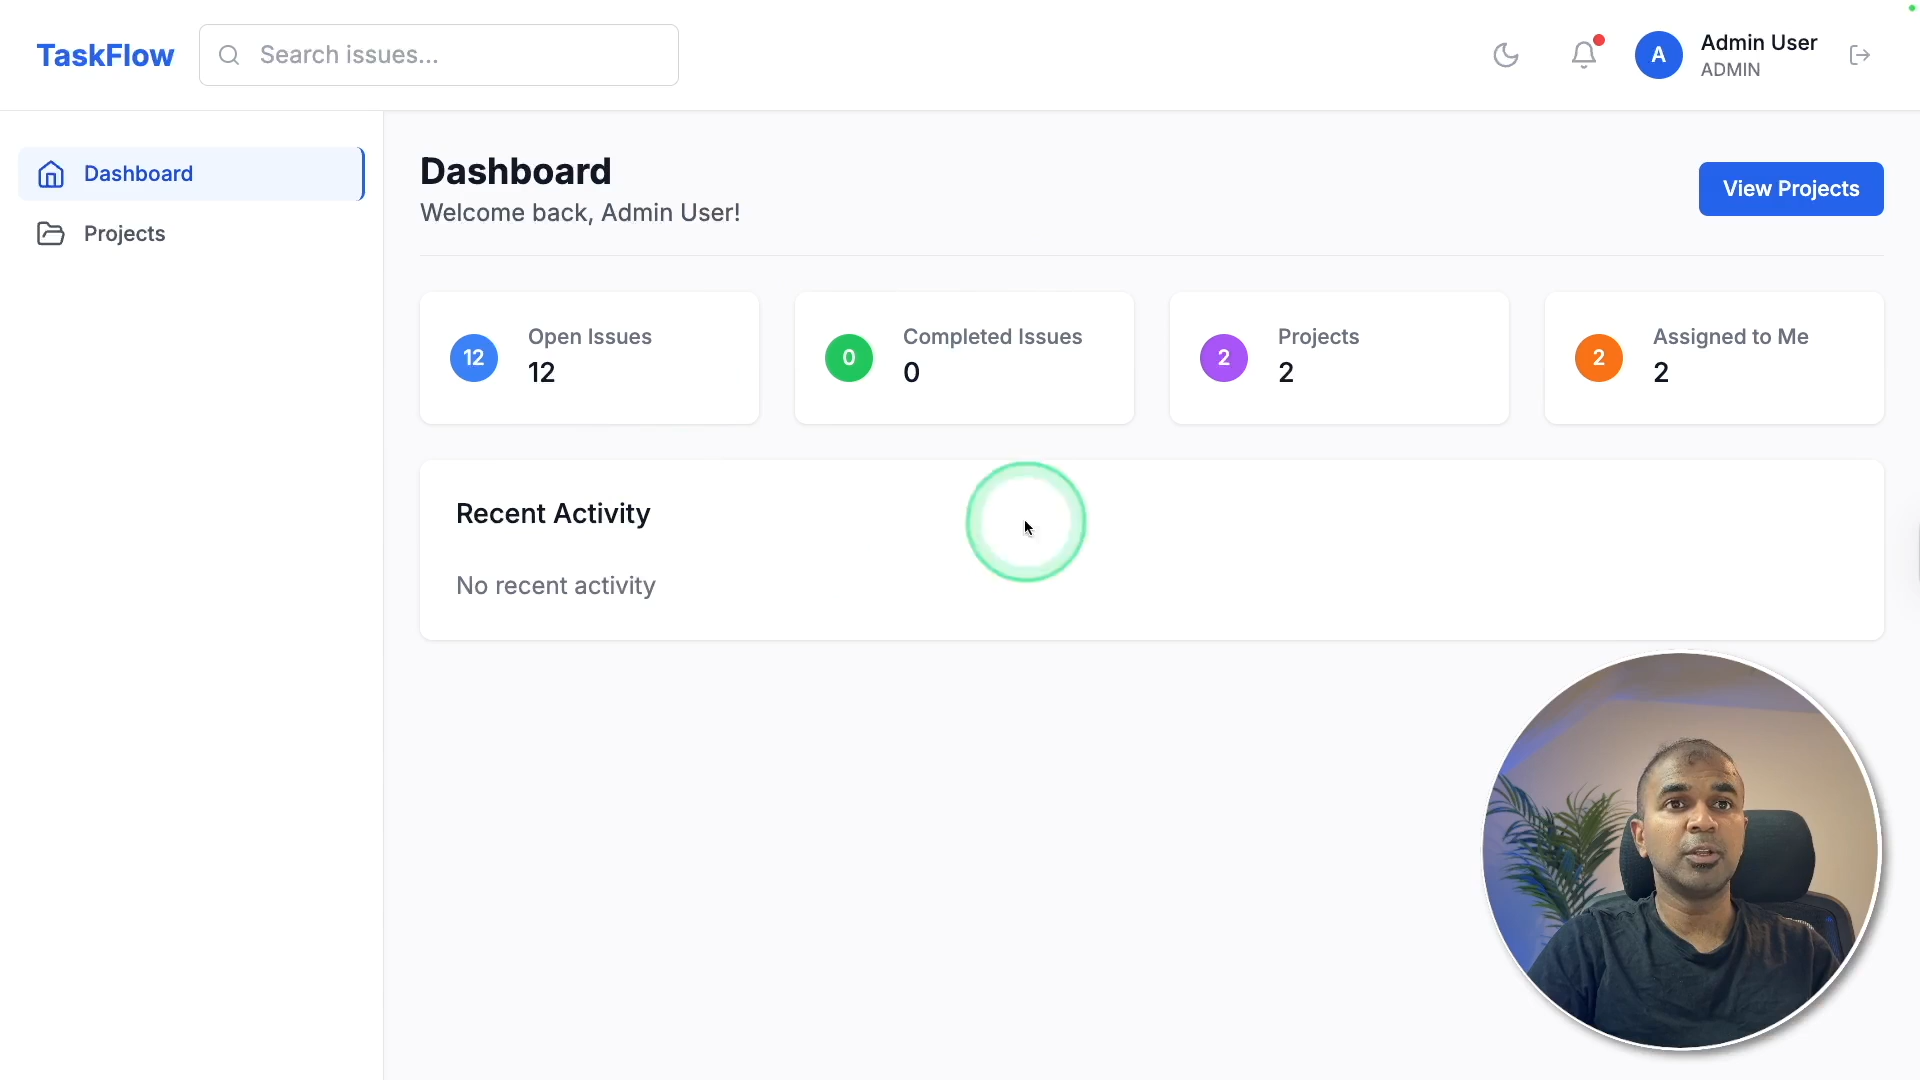 TaskFlow
Search issues...
A
Admin User
ADMIN
Dashboard
Projects
Dashboard
Welcome back, Admin User!
View Projects
12
Open Issues
12
0
Completed Issues
0
2
Projects
2
2
Assigned to Me
2
Recent Activity
No recent activity